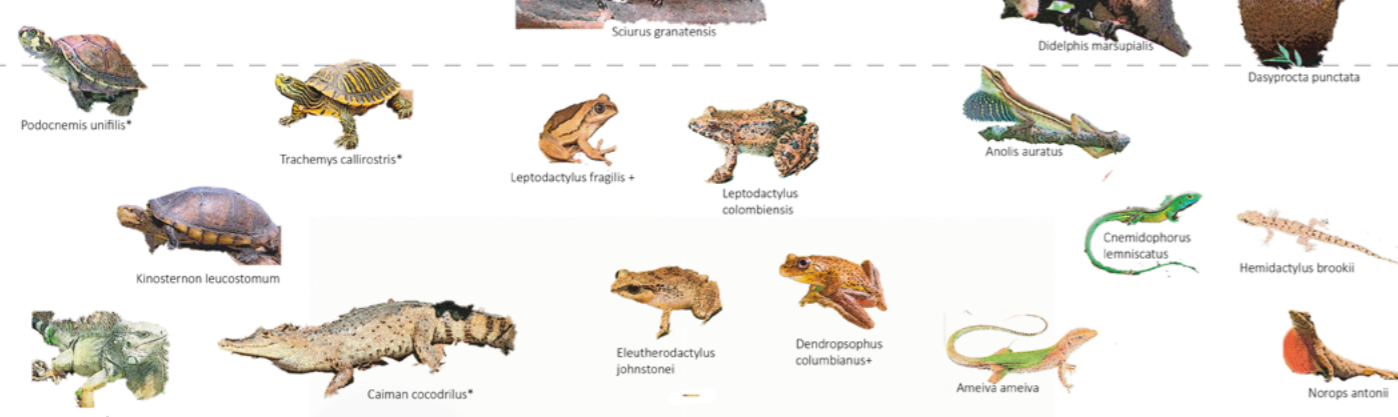 Sciurus granatensis
Didelphis marsupialis
Dasyprocta punctata
Podocnemis unifilis*
Trachemys callirostris*
Leptodactylus fragilis +
Leptodactylus
colombiensis
Anolis auratus
Kinosternon leucostomum
Cnemidophorus
lemniscatus
Hemidactylus brookii
Eleutherodactylus
johnstonei
Dendropsophus
columbianus+
Caiman cocodrilus*
Ameiva ameiva
Norops antonii